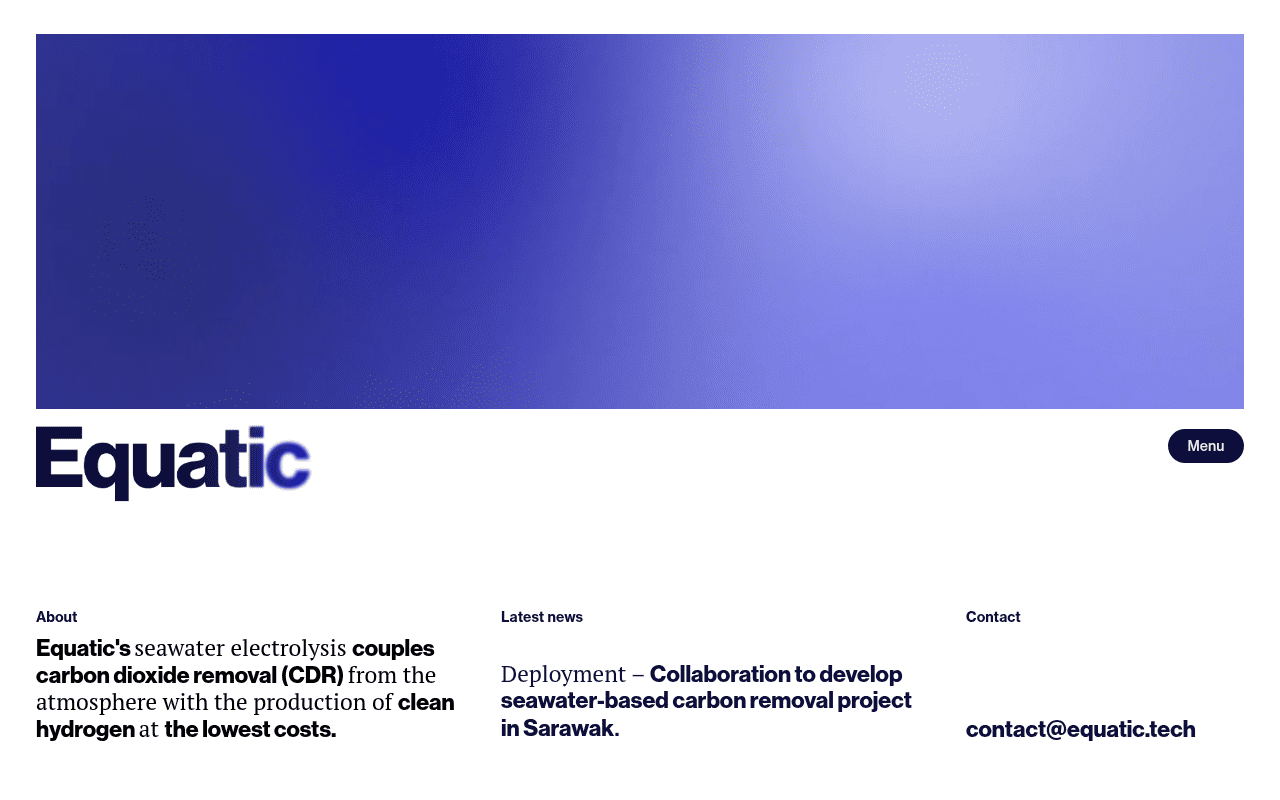 Equatic
Menu
About
Equatic's seawater electrolysis couples
carbon dioxide removal (CDR) from the
atmosphere with the production of clean
hydrogen at the lowest costs.
Latest news
Deployment – Collaboration to develop
seawater-based carbon removal project
in Sarawak.
Contact
contact@equatic.tech